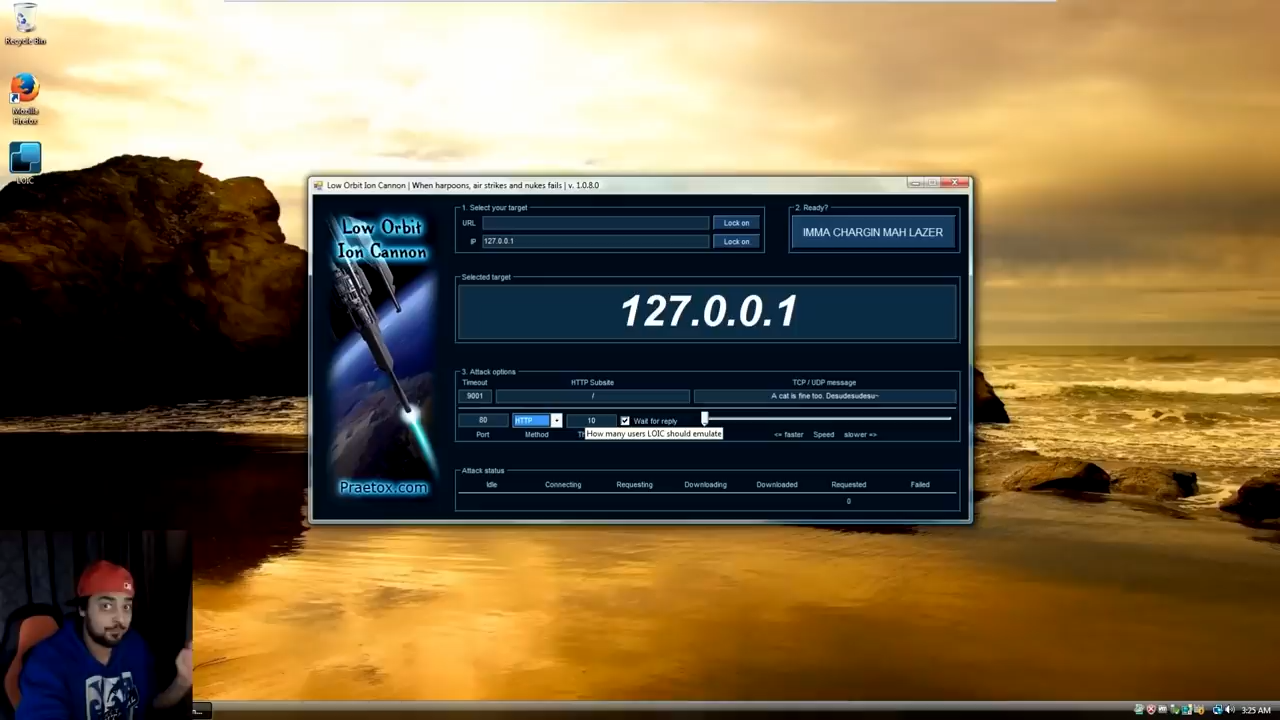 Recycle Bin
Mozilla
Firefox
LOIC
Low Orbit Ion Cannon | When harpoons, air strikes and nukes fails | v. 1.0.8.0
Low Orbit
Ion Cannon
Praetox.com
1. Select your target
URL
Lock on
IP
127.0.0.1
Lock on
2. Ready?
IMMA CHARGIN MAH LAZER
Selected target
127.0.0.1
3. Attack options
Timeout
HTTP Subsite
TCP / UDP message
9001
/
A cat is fine too. Desudesudesu~
80
HTTP
10
Wait for reply
How many users LOIC should emulate
Port
Method
<= faster
Speed
slower =>
Attack status
Idle
Connecting
Requesting
Downloading
Downloaded
Requested
Failed
0
3:25 AM